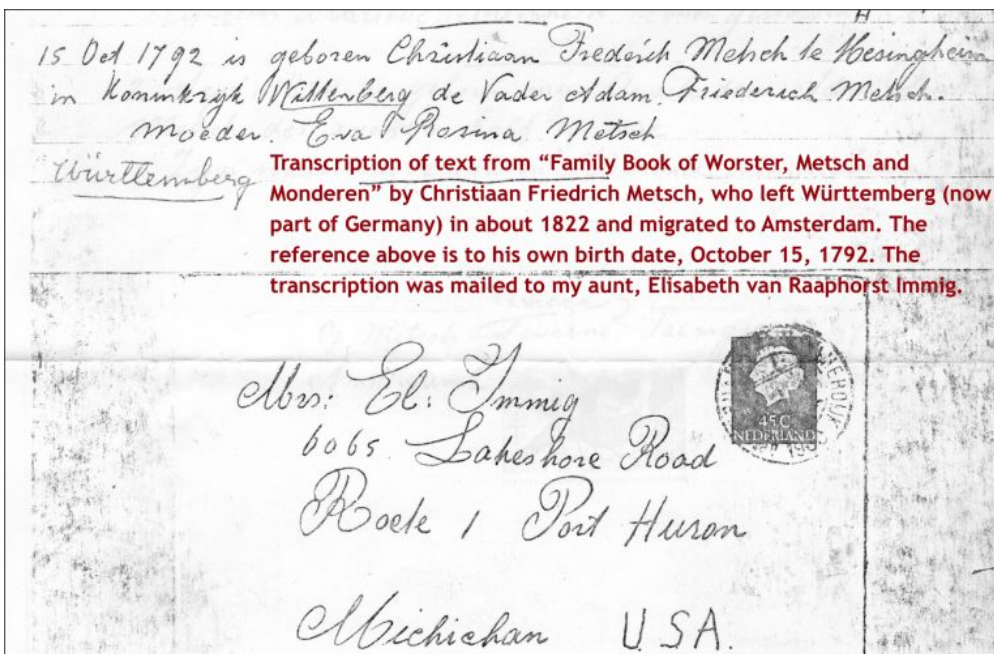 15 Oct 1792 is geboren Christiaan Frederich Metsch te Hesingheim
in Koninkrijk Wittenberg de Vader Adam Friederich Metsch.
Moeder. Eva Rosina Metsch
Württemberg
Transcription of text from “Family Book of Worster, Metsch and
Monderen” by Christiaan Friedrich Metsch, who left Württemberg (now
part of Germany) in about 1822 and migrated to Amsterdam. The
reference above is to his own birth date, October 15, 1792. The
transcription was mailed to my aunt, Elisabeth van Raaphorst Immig.
Mrs: El: Immig
6065 Lakeshore Road
Roete 1 Port Huron
Michichan U.S.A.
45C
NEDERLAND